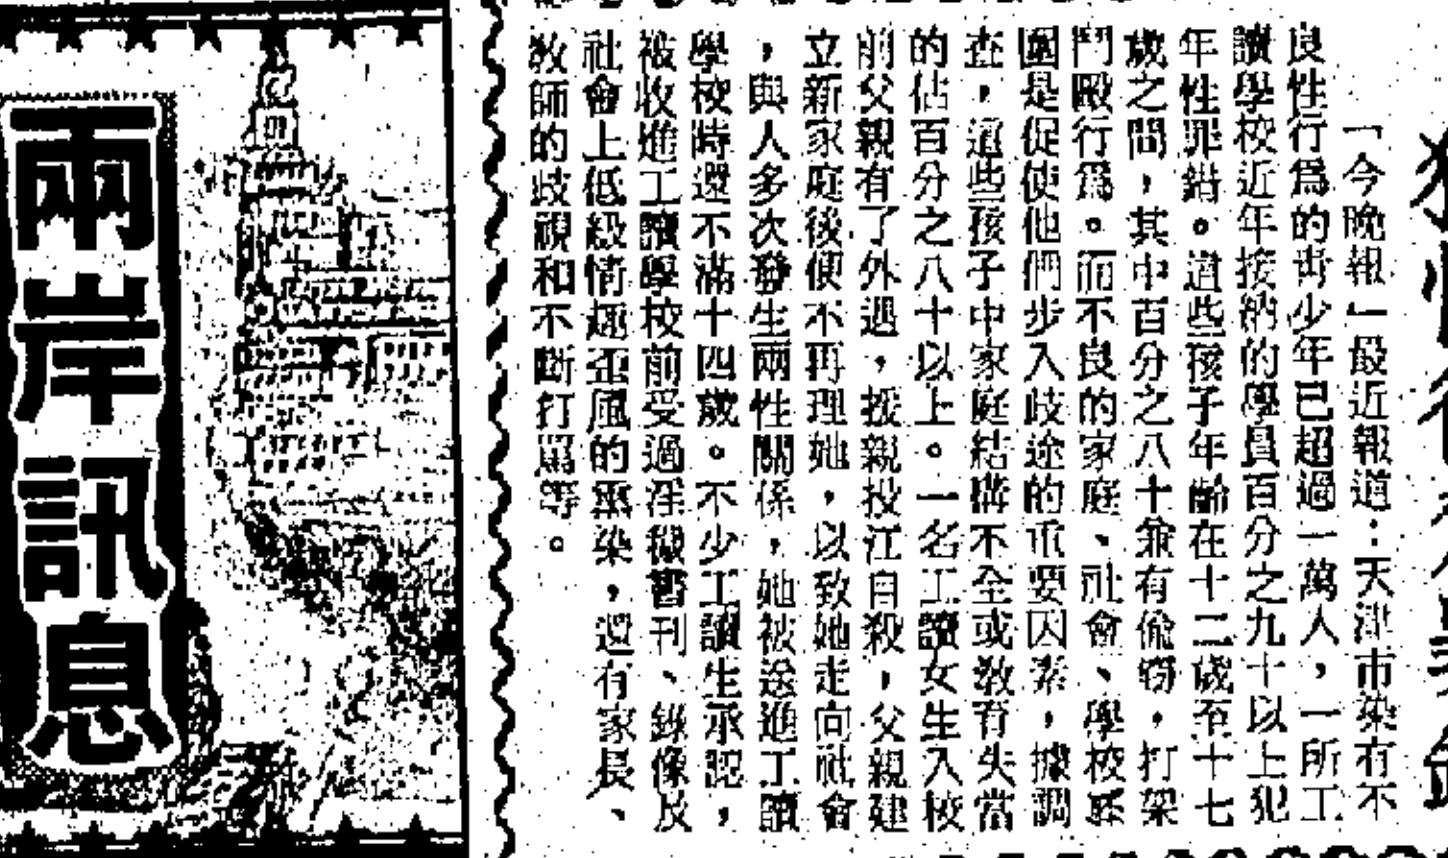 「今晚報」最近報道：天津市染有不
良性行為的青少年已超過一萬人，一所工
讀學校近年按納的學員百分之九十以上犯
年性罪錯。這些孩子年齡在十二歲至十七
歲之間，其中百分之八十兼有偷竊，打架
鬥毆行為。而不良的家庭、社會、學校氛
圍是促使他們步入歧途的重要因素，據調
查，這些孩子中家庭結構不全或教育失當
的佔百分之八十以上。一名工讀女生入校
前父親有了外遇，母親投江自殺，父親建
立新家庭後便不再理她，以致她走向社會
，與人多次發生兩性關係，她被送進工讀
學校時還不滿十四歲。不少工讀生承認，
被收進工讀學校前受過淫穢書刊、錄像及
社會上低級情趣歪風的熏染，還有家長、
教師的歧視和不斷打罵等。
兩岸訊息